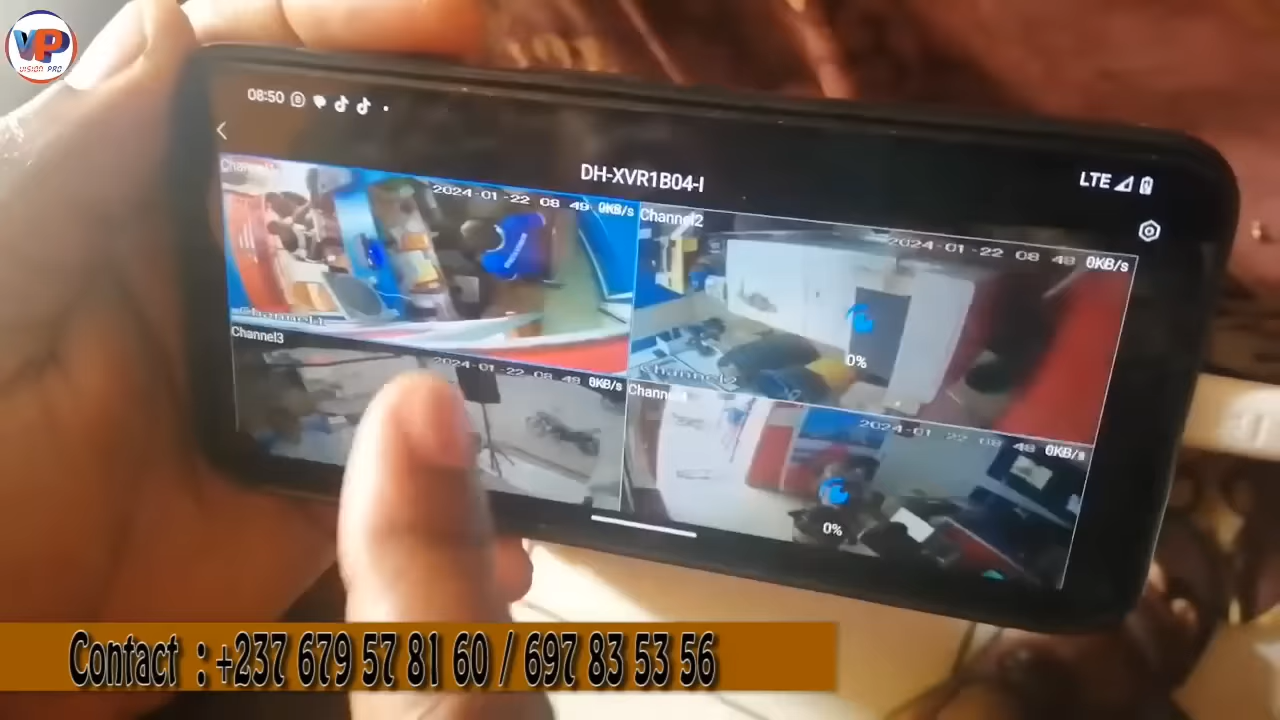 VP
VISION PRO
08:50
DH-XVR1B04-I
LTE
2024-01-22 08 49 0KB/s
Channel1
Channel2
2024-01-22 08 48 0KB/s
0%
Channel2
Channel3
2024-01-22 08 49 0KB/s
2024-01-22 08 48 0KB/s
0%
Contact : +237 679 57 81 60 / 697 83 53 56